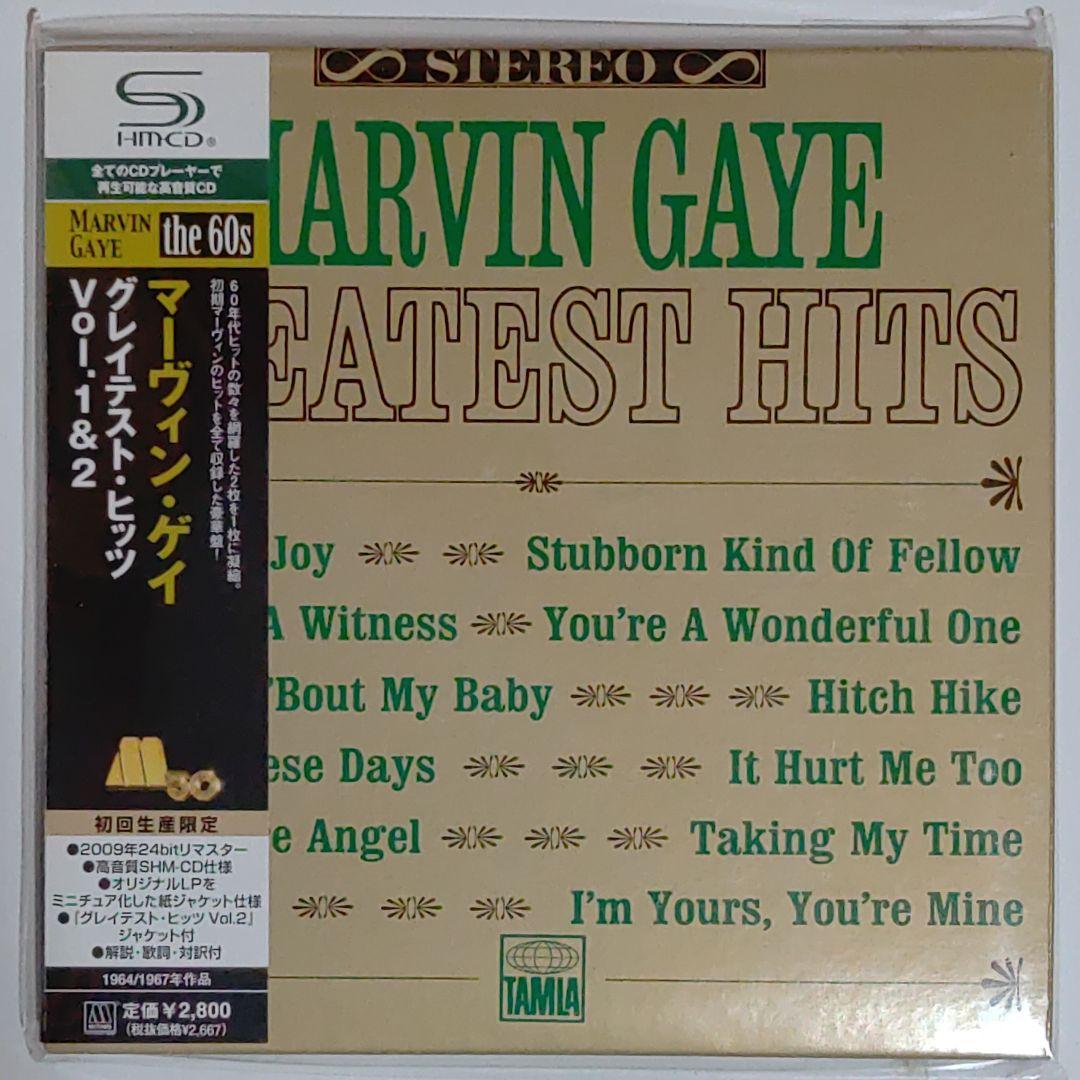 SHM-CD®
全てのCDプレーヤーで
再生可能な高音質CD
MARVIN
GAYE
the 60s
60年代ヒットの数々を網羅した2枚を1枚に凝縮。
初期マーヴィンのヒットを全て収録した豪華盤!
マーヴィン・ゲイ
グレイテスト・ヒッツ
Vol.1&2
M50
初回生産限定
●2009年24bitリマスター
●高音質SHM-CD仕様
●オリジナルLPを
ミニチュア化した紙ジャケット仕様
●『グレイテスト・ヒッツ Vol.2』
ジャケット付
●解説・歌詞・対訳付
1964/1967年作品
定価¥2,800
(税抜価格¥2,667)
STEREO
MARVIN GAYE
EATEST HITS
Joy Stubborn Kind Of Fellow
A Witness You're A Wonderful One
'Bout My Baby Hitch Hike
ese Days It Hurt Me Too
e Angel Taking My Time
I'm Yours, You're Mine
TAMLA